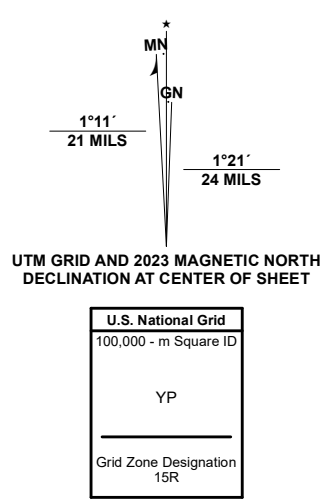 ★
MN
GN
1°11´
21 MILS
1°21´
24 MILS
UTM GRID AND 2023 MAGNETIC NORTH
DECLINATION AT CENTER OF SHEET
U.S. National Grid
100,000 - m Square ID
YP
Grid Zone Designation
15R